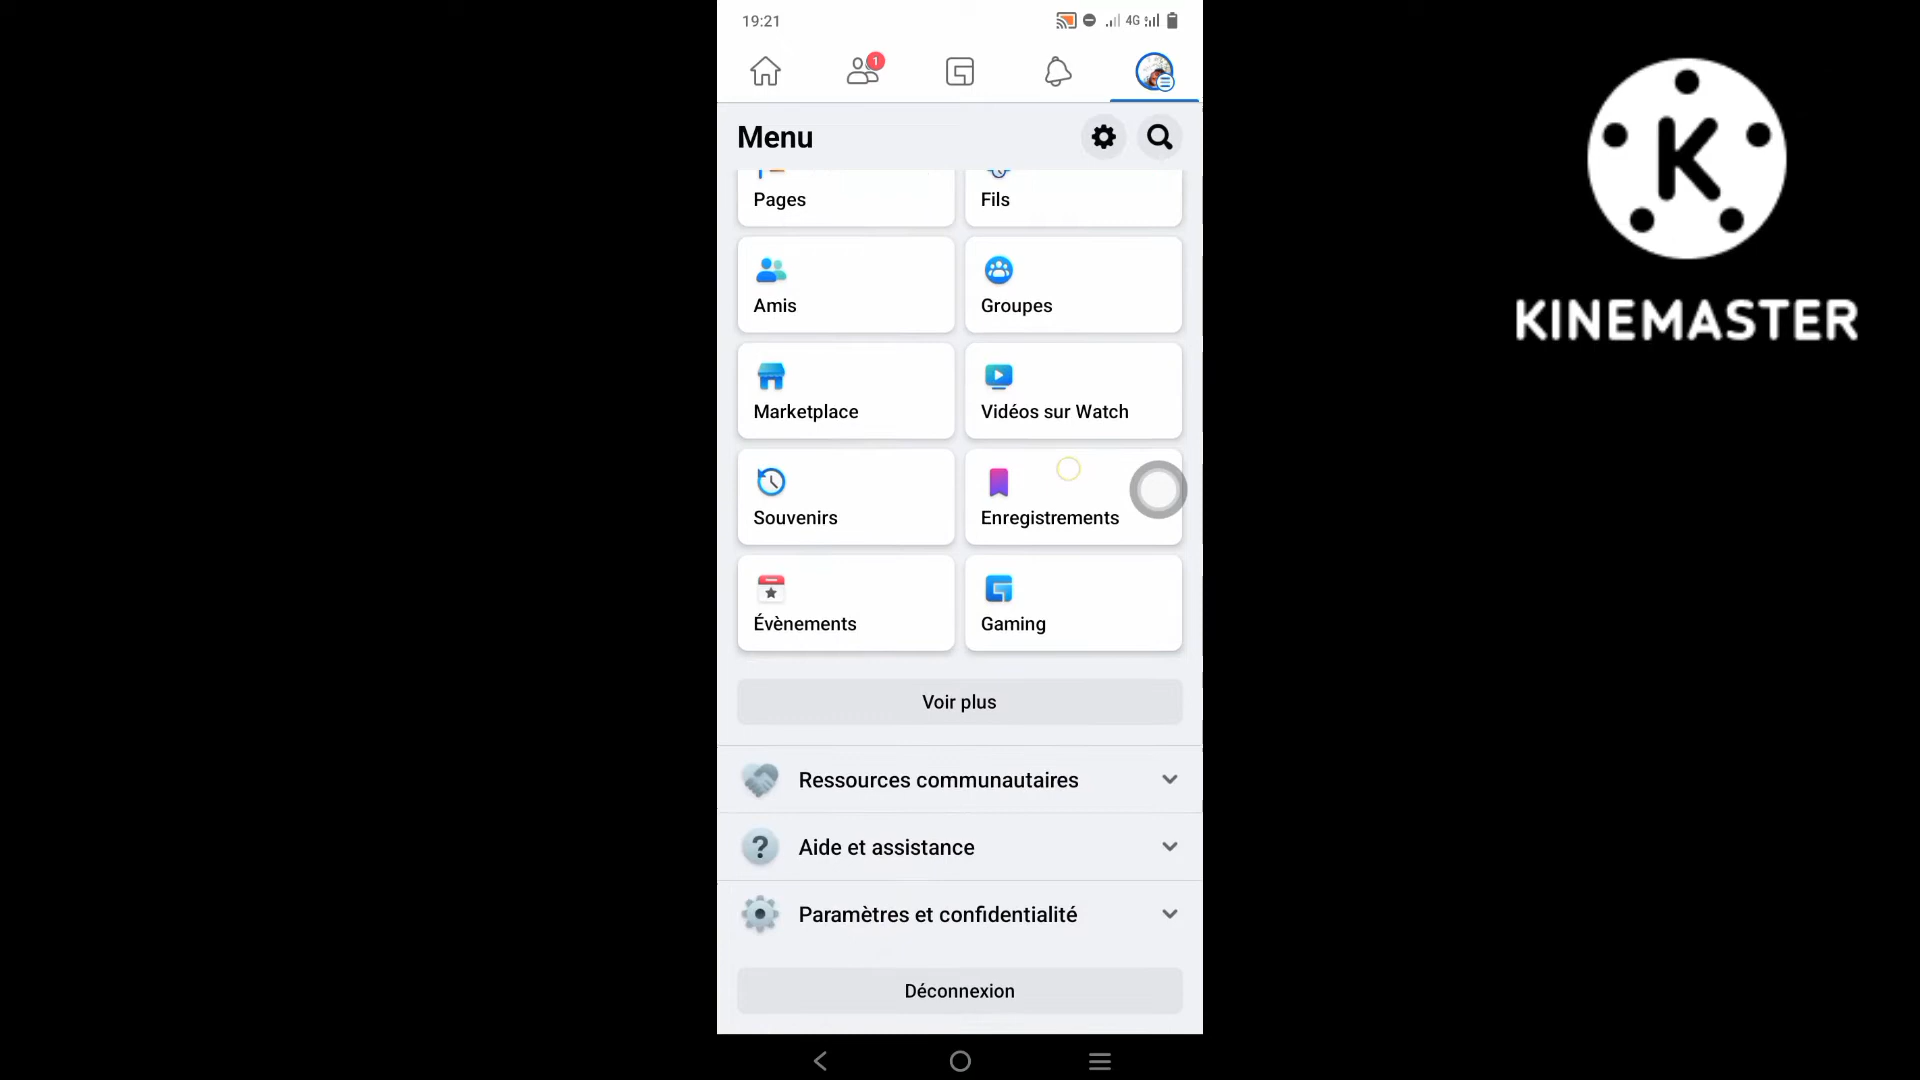 19:21
4G
1
Menu
Pages
Fils
Amis
Groupes
Marketplace
Vidéos sur Watch
Souvenirs
Enregistrements
Évènements
Gaming
Voir plus
Ressources communautaires
Aide et assistance
Paramètres et confidentialité
Déconnexion
K
KINEMASTER